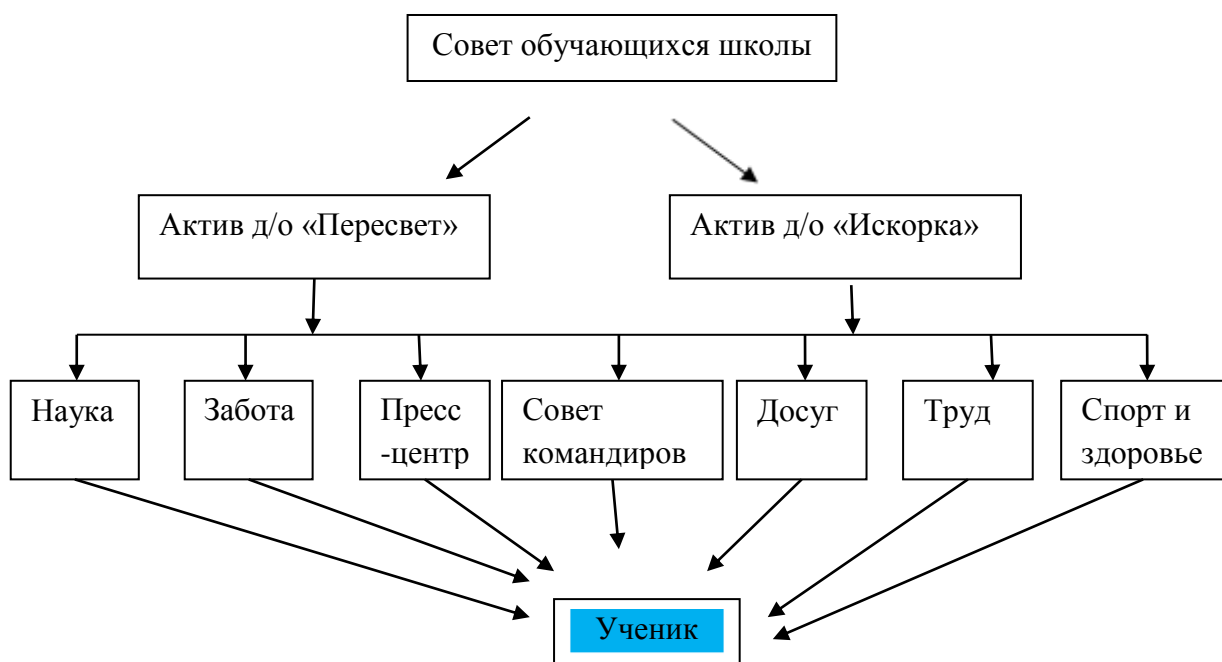 Совет обучающихся школы
Актив д/о «Пересвет»
Актив д/о «Искорка»
Наука
Забота
Пресс
-центр
Совет
командиров
Досуг
Труд
Спорт и
здоровье
Ученик